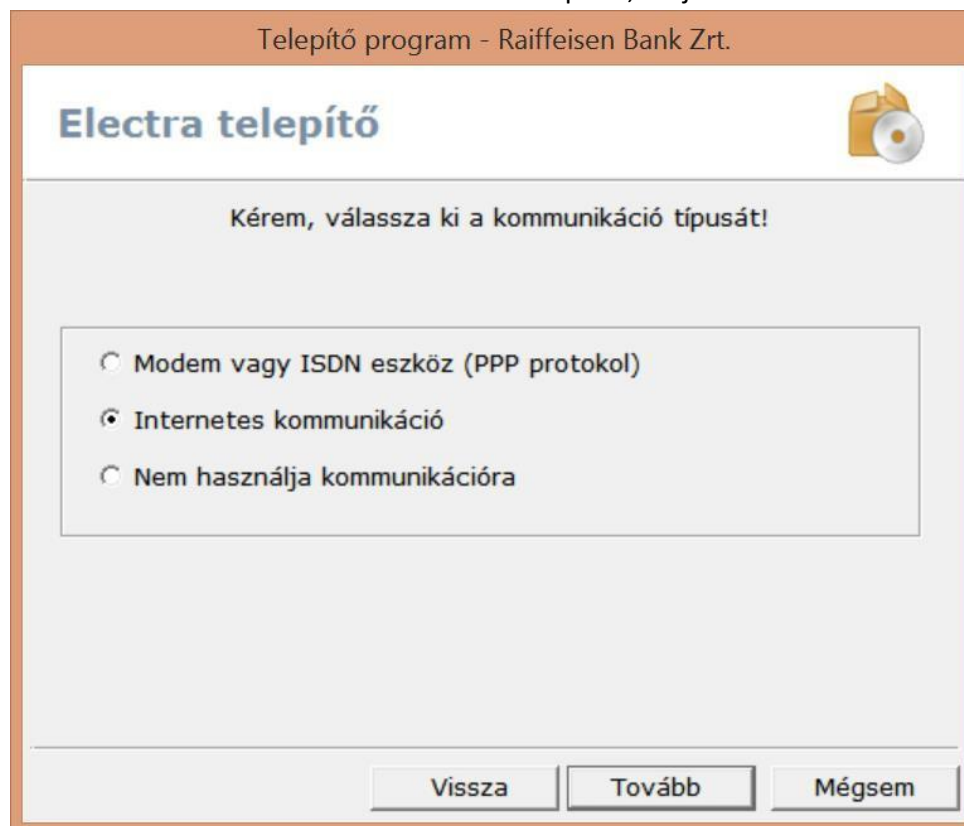 Telepítő program - Raiffeisen Bank Zrt.
Electra telepítő
Kérem, válassza ki a kommunikáció típusát!
Modem vagy ISDN eszköz (PPP protokol)
Internetes kommunikáció
Nem használja kommunikációra
Vissza Tovább Mégsem